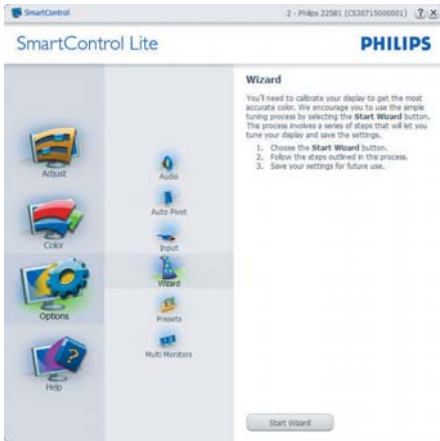 SmartControl
2 - Philips 225B1 (CS30715000001)
SmartControl Lite
PHILIPS
Adjust
Color
Options
Help
Audio
Auto Pivot
Input
Wizard
Presets
Multi Monitors
Wizard
You'll need to calibrate your display to get the most
accurate color. We encourage you to use the simple
tuning process by selecting the Start Wizard button.
This process involves a series of steps that will let you
tune your display and save the settings.
1. Choose the Start Wizard button.
2. Follow the steps outlined in this process.
3. Save your settings for future use.
Start Wizard